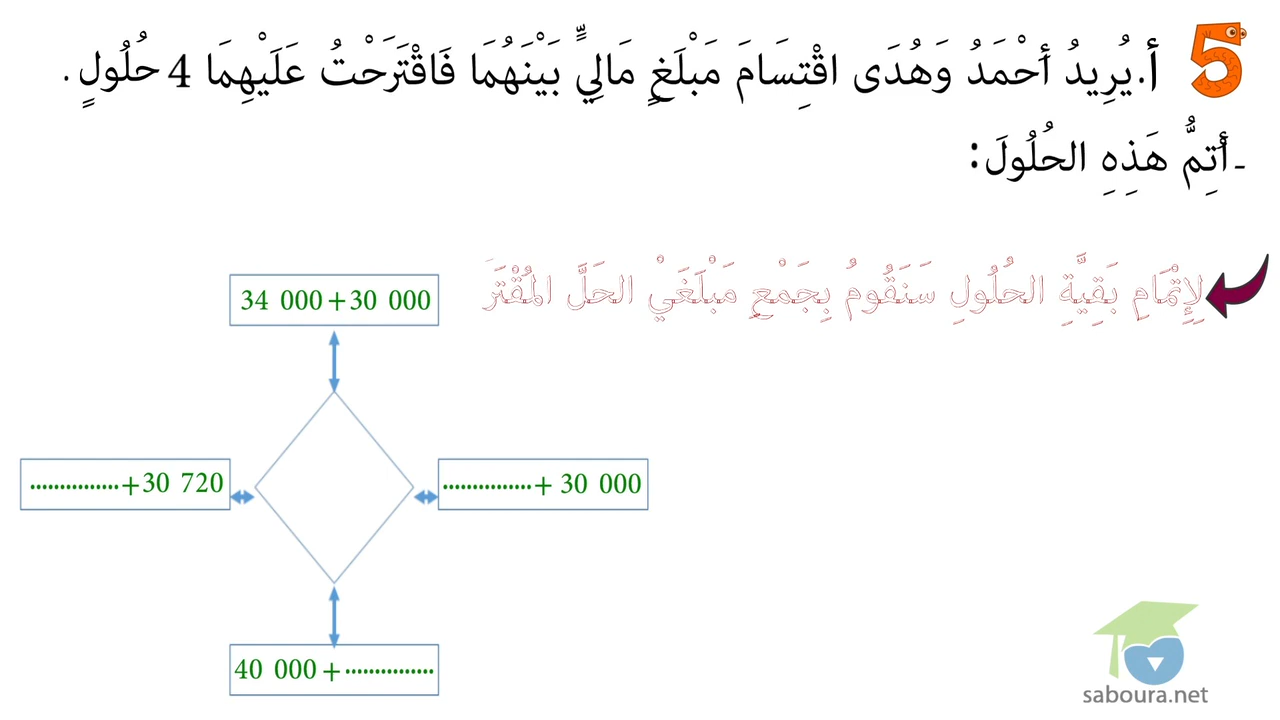 5 أ. يُرِيدُ أَحْمَدُ وَهُدَى اقْتِسَامَ مَبْلَغٍ مَالِيٍّ بَيْنَهُمَا فَاقْتَرَحْتُ عَلَيْهِمَا 4 حُلُولٍ.
- أُتِمُّ هَذِهِ الحُلُولَ:
لِإِتْمَامِ بَقِيَّةِ الحُلُولِ سَنَقُومُ بِجَمْعِ مَبْلَغَيْ الحَلَّ المُقْتَرَ
34 000 + 30 000
............... + 30 720
............... + 30 000
40 000 + ...............
saboura.net